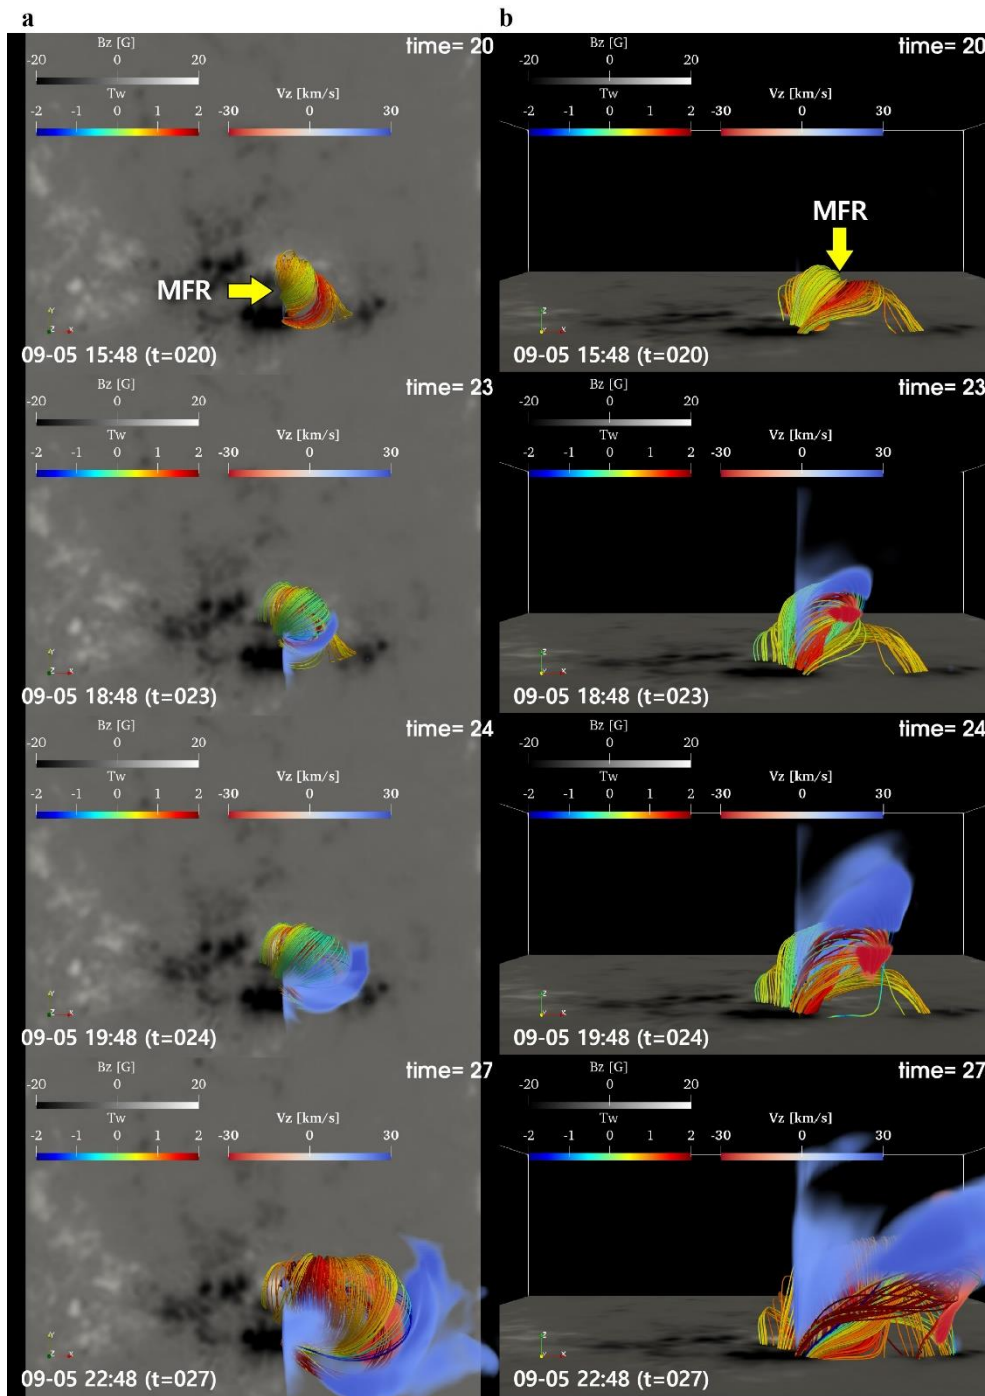 a
b
Bz [G]
time= 20
-20 0 20
Tw
Vz [km/s]
-2 -1 0 1 2
-30 0 30
MFR
09-05 15:48 (t=020)
Bz [G]
time= 20
-20 0 20
Tw
Vz [km/s]
-2 -1 0 1 2
-30 0 30
MFR
09-05 15:48 (t=020)
Bz [G]
time= 23
-20 0 20
Tw
Vz [km/s]
-2 -1 0 1 2
-30 0 30
09-05 18:48 (t=023)
Bz [G]
time= 23
-20 0 20
Tw
Vz [km/s]
-2 -1 0 1 2
-30 0 30
09-05 18:48 (t=023)
Bz [G]
time= 24
-20 0 20
Tw
Vz [km/s]
-2 -1 0 1 2
-30 0 30
09-05 19:48 (t=024)
Bz [G]
time= 24
-20 0 20
Tw
Vz [km/s]
-2 -1 0 1 2
-30 0 30
09-05 19:48 (t=024)
Bz [G]
time= 27
-20 0 20
Tw
Vz [km/s]
-2 -1 0 1 2
-30 0 30
09-05 22:48 (t=027)
Bz [G]
time= 27
-20 0 20
Tw
Vz [km/s]
-2 -1 0 1 2
-30 0 30
09-05 22:48 (t=027)